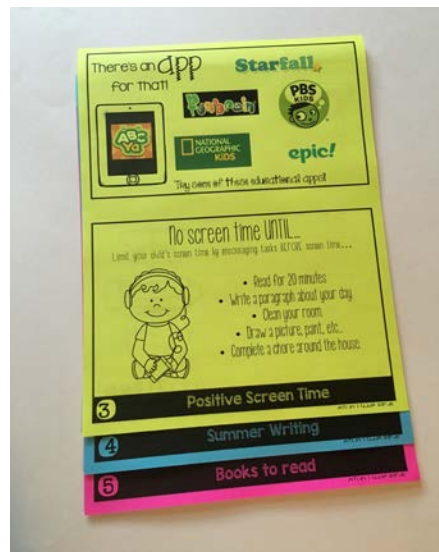 There's an app
for that!
Starfall
ABC
Ya
Funbrain
PBS
KIDS
NATIONAL
GEOGRAPHIC
KiDS
epic!
Try some of these educational apps!
No screen time UNTIL...
Limit your child's screen time by encouraging tasks BEFORE screen time...
• Read for 20 minutes
• Write a paragraph about your day
• Clean your room
• Draw a picture, paint, etc.
• Complete a chore around the house
3
Positive Screen Time
4
Summer Writing
5
Books to read